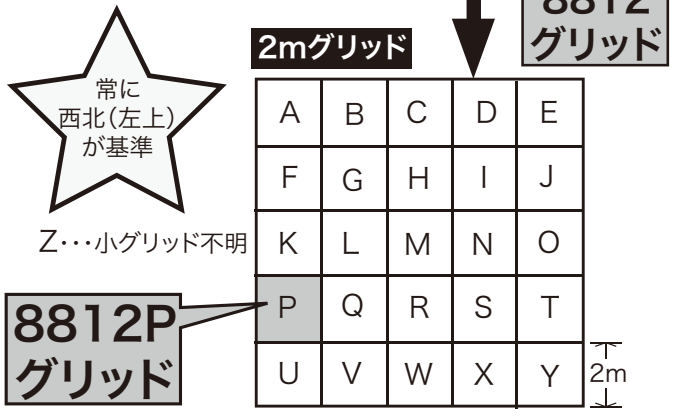 8812
グリッド
2mグリッド
常に
西北(左上)
が基準
A B C D E
F G H I J
Z・・・小グリッド不明
K L M N O
8812P
グリッド
P Q R S T
U V W X Y
2m